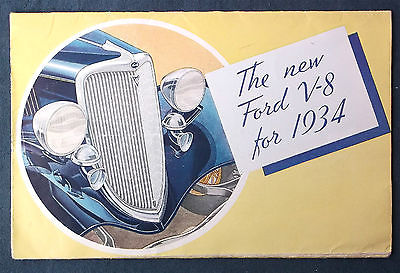 The new
Ford V-8
for 1934